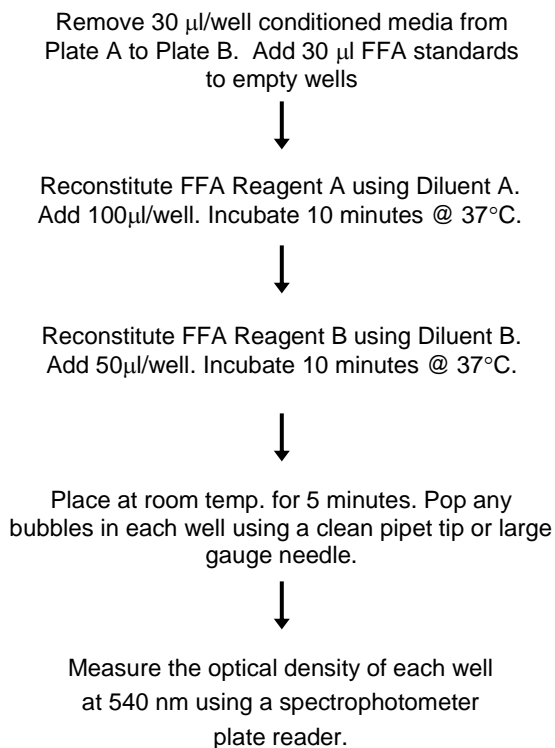 Remove 30 μl/well conditioned media from
Plate A to Plate B.  Add 30 μl FFA standards
to empty wells
Reconstitute FFA Reagent A using Diluent A.
Add 100μl/well. Incubate 10 minutes @ 37°C.
Reconstitute FFA Reagent B using Diluent B.
Add 50μl/well. Incubate 10 minutes @ 37°C.
Place at room temp. for 5 minutes. Pop any
bubbles in each well using a clean pipet tip or large
gauge needle.
Measure the optical density of each well
at 540 nm using a spectrophotometer
plate reader.